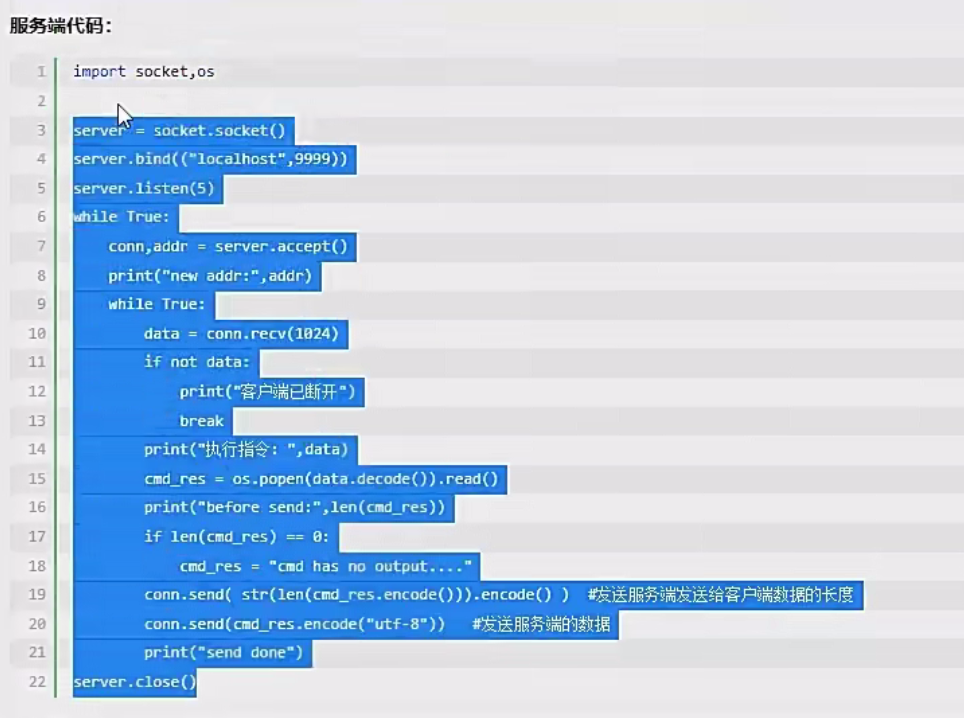 服务端代码：
1 import socket,os
2
3 server = socket.socket()
4 server.bind(("localhost",9999))
5 server.listen(5)
6 while True:
7     conn,addr = server.accept()
8     print("new addr:",addr)
9     while True:
10         data = conn.recv(1024)
11         if not data:
12             print("客户端已断开")
13             break
14         print("执行指令: ",data)
15         cmd_res = os.popen(data.decode()).read()
16         print("before send:",len(cmd_res))
17         if len(cmd_res) == 0:
18             cmd_res = "cmd has no output...."
19         conn.send( str(len(cmd_res.encode())).encode() )  #发送服务端发送给客户端数据的长度
20         conn.send(cmd_res.encode("utf-8"))   #发送服务端的数据
21         print("send done")
22 server.close()